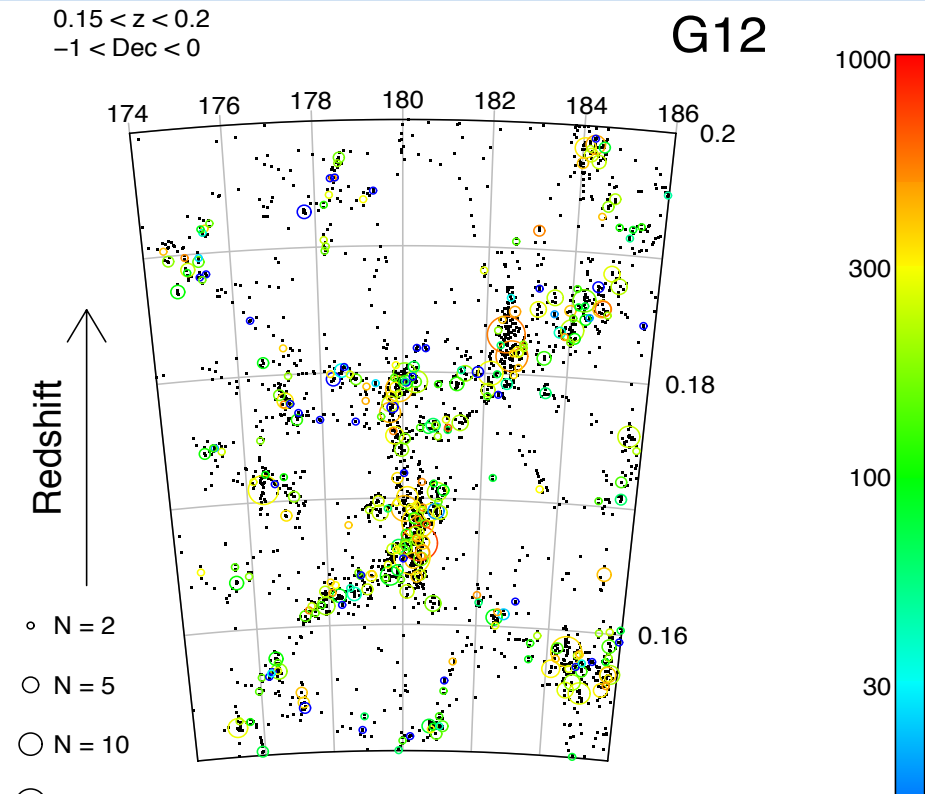 0.15 < z < 0.2
−1 < Dec < 0
G12
1000
174 176 178 180 182 184 186
0.2
300
0.18
Redshift
100
0.16
N = 2
N = 5
30
N = 10